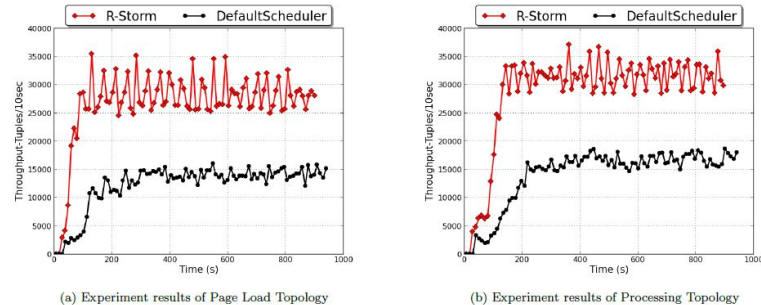 R-Storm DefaultScheduler
40000
35000
30000
25000
20000
15000
10000
5000
0
Throughput-Tuples/10sec
0 200 400 600 800 1000
Time (s)
(a) Experiment results of Page Load Topology
R-Storm DefaultScheduler
40000
35000
30000
25000
20000
15000
10000
5000
0
Throughput-Tuples/10sec
0 200 400 600 800 1000
Time (s)
(b) Experiment results of Processing Topology